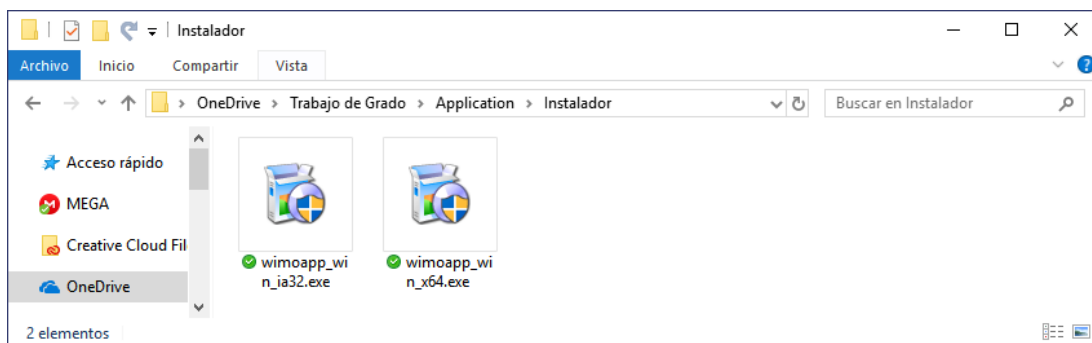 Instalador
Archivo Inicio Compartir Vista
OneDrive > Trabajo de Grado > Application > Instalador
Buscar en Instalador
Acceso rápido
MEGA
Creative Cloud Fil
OneDrive
wimoapp_wi
n_ia32.exe
wimoapp_wi
n_x64.exe
2 elementos